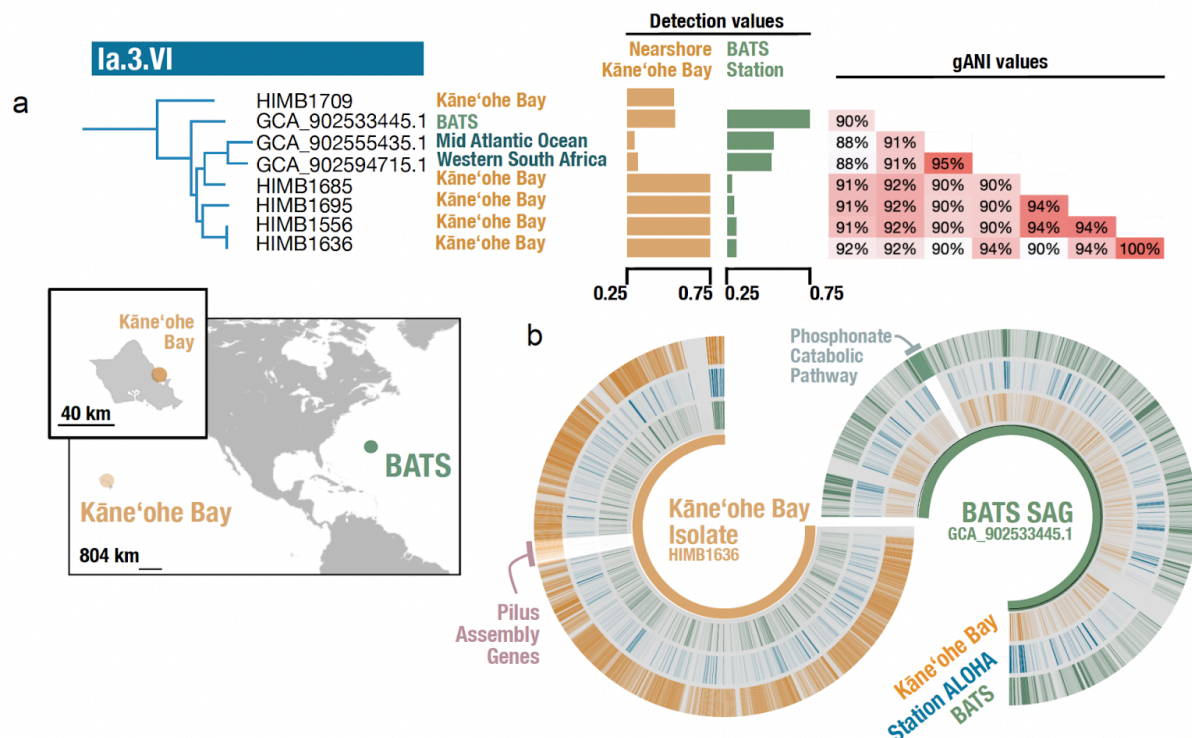 Ia.3.VI
a
HIMB1709 Kāneʻohe Bay
GCA_902533445.1 BATS
GCA_902555435.1 Mid Atlantic Ocean
GCA_902594715.1 Western South Africa
HIMB1685 Kāneʻohe Bay
HIMB1695 Kāneʻohe Bay
HIMB1556 Kāneʻohe Bay
HIMB1636 Kāneʻohe Bay
Detection values
Nearshore
Kāneʻohe Bay
BATS
Station
0.25 0.75
0.25 0.75
gANI values
90%
88% 91%
88% 91% 95%
91% 92% 90% 90%
91% 92% 90% 90% 94%
91% 92% 90% 90% 94% 94%
92% 92% 90% 94% 90% 94% 100%
Kāneʻohe
Bay
40 km
BATS
Kāneʻohe Bay
804 km
b
Phosphonate
Catabolic
Pathway
Kāneʻohe Bay
Isolate
HIMB1636
BATS SAG
GCA_902533445.1
Pilus
Assembly
Genes
Kāneʻohe Bay
Station ALOHA
BATS